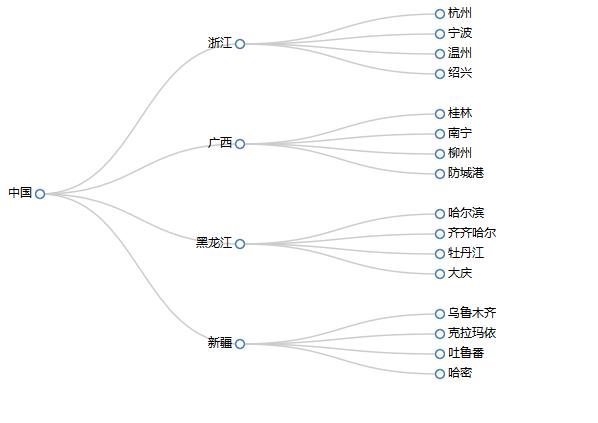 中国
浙江
杭州
宁波
温州
绍兴
广西
桂林
南宁
柳州
防城港
黑龙江
哈尔滨
齐齐哈尔
牡丹江
大庆
新疆
乌鲁木齐
克拉玛依
吐鲁番
哈密